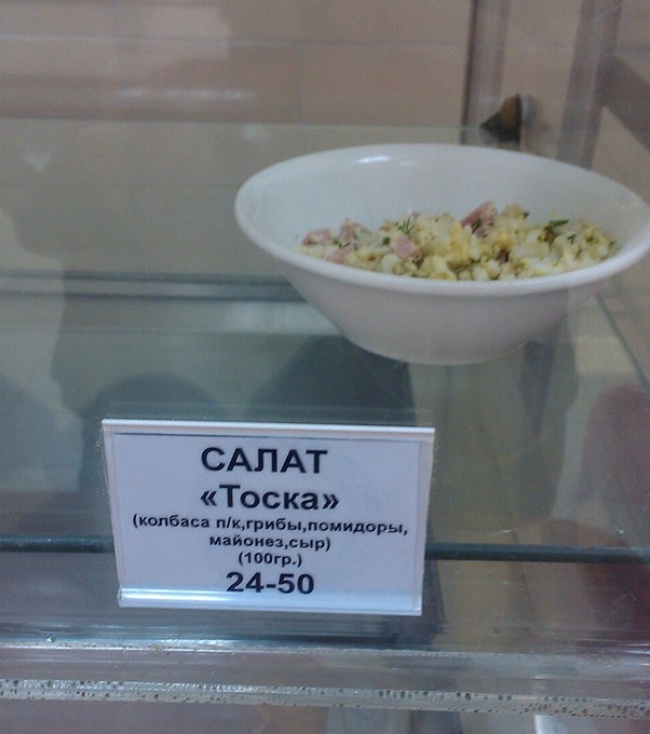 САЛАТ
«Тоска»
(колбаса п/к,грибы,помидоры,
майонез,сыр)
(100гр.)
24-50